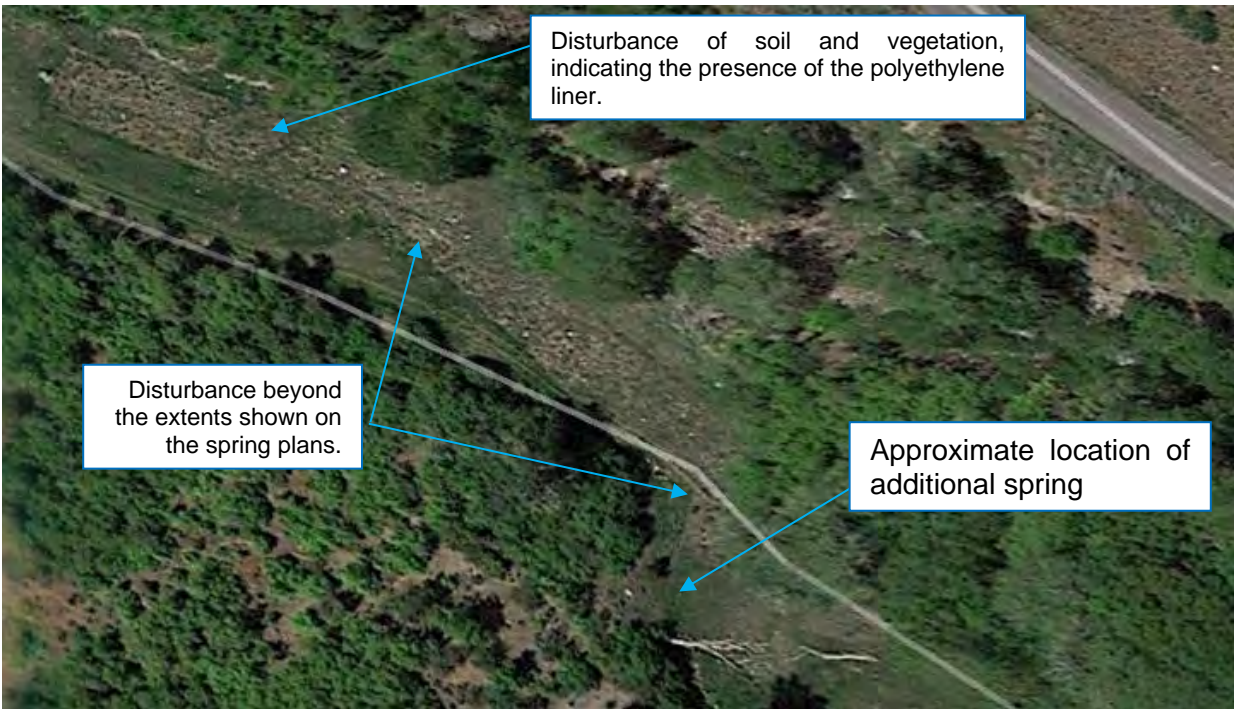 Disturbance of soil and vegetation,
indicating the presence of the polyethylene
liner.
Disturbance beyond
the extents shown on
the spring plans.
Approximate location of
additional spring